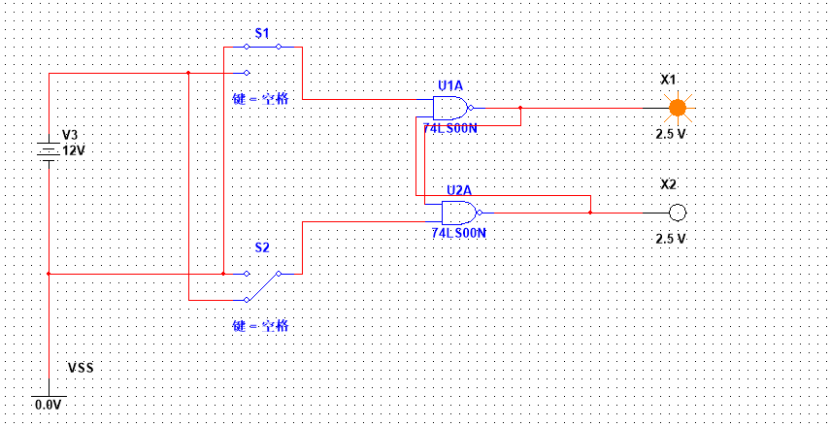 S1
键 = 空格
U1A
74LS00N
X1
2.5 V
V3
12V
U2A
74LS00N
X2
2.5 V
S2
键 = 空格
VSS
0.0V